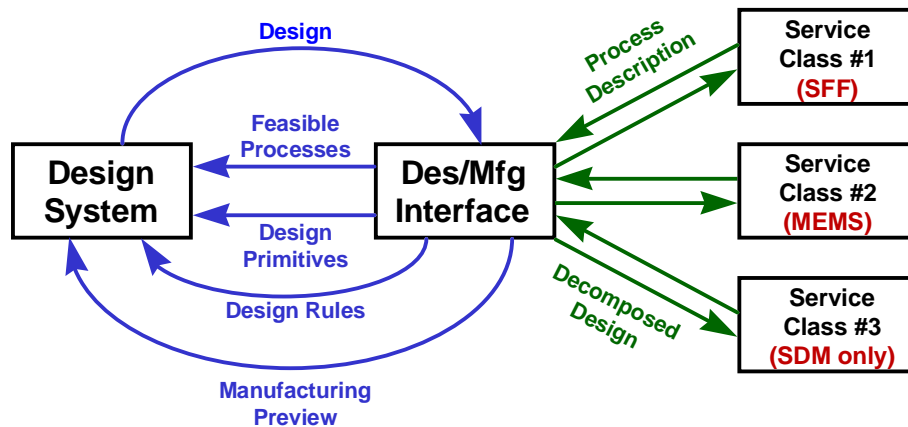 Design
Feasible
Processes
Design
System
Des/Mfg
Interface
Design
Primitives
Design Rules
Manufacturing
Preview
Process
Description
Decomposed
Design
Service
Class #1
(SFF)
Service
Class #2
(MEMS)
Service
Class #3
(SDM only)